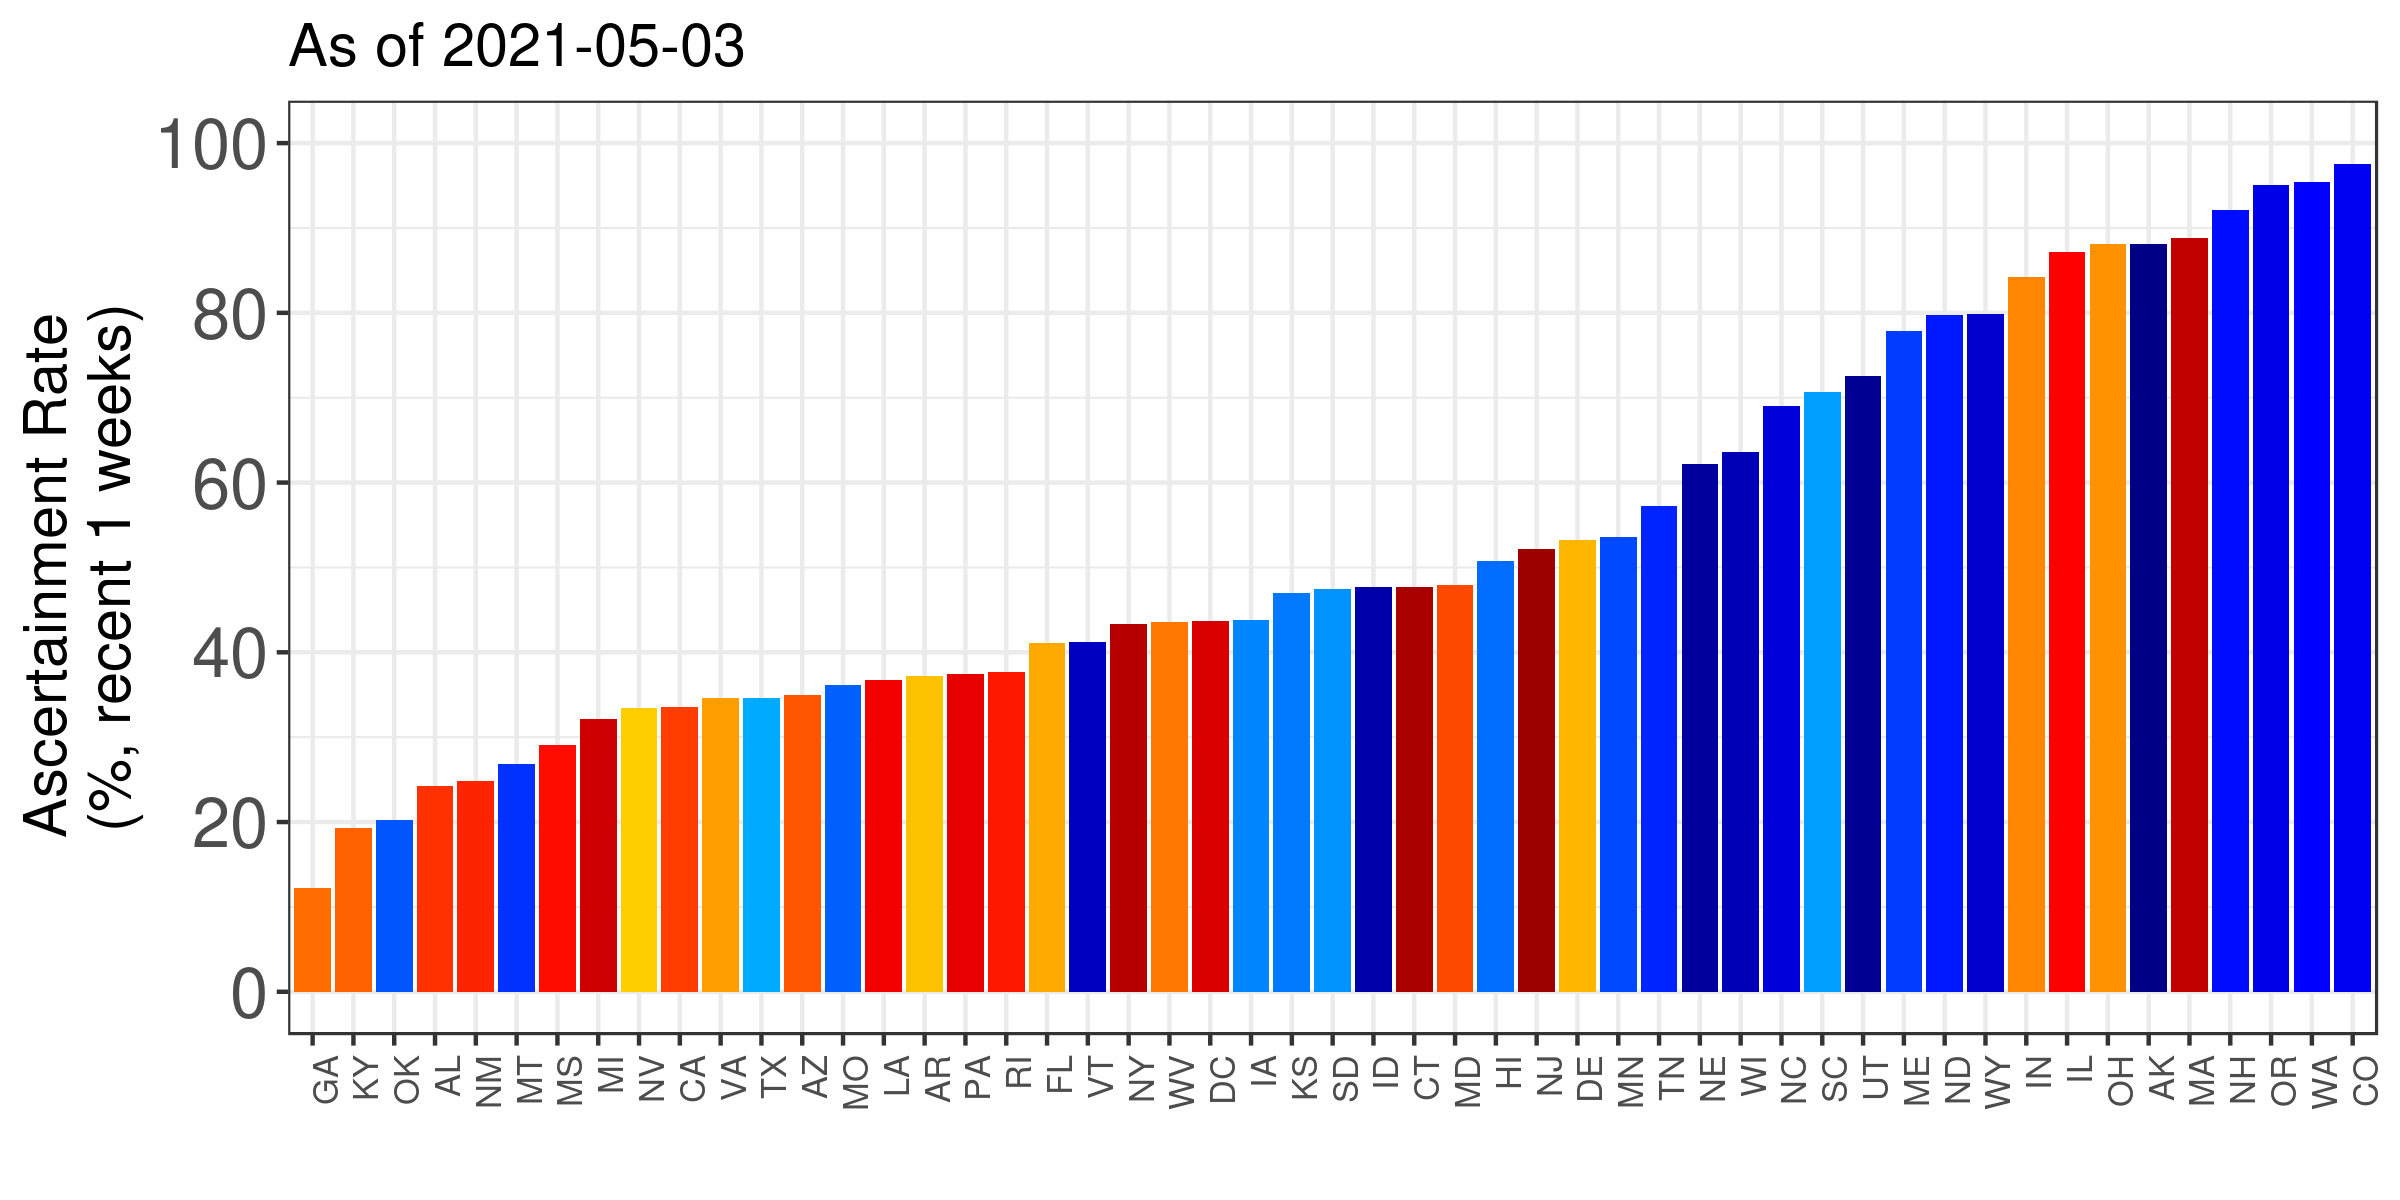 As of 2021-05-03
Ascertainment Rate
(%, recent 1 weeks)
100
80
60
40
20
0
GA KY OK AL NM MT MS MI NV CA VA TX AZ MO LA AR PA RI FL VT NY WV DC IA KS SD ID CT MD HI NJ DE MN TN NE WI NC SC UT ME ND WY IN IL OH AK MA NH OR WA CO